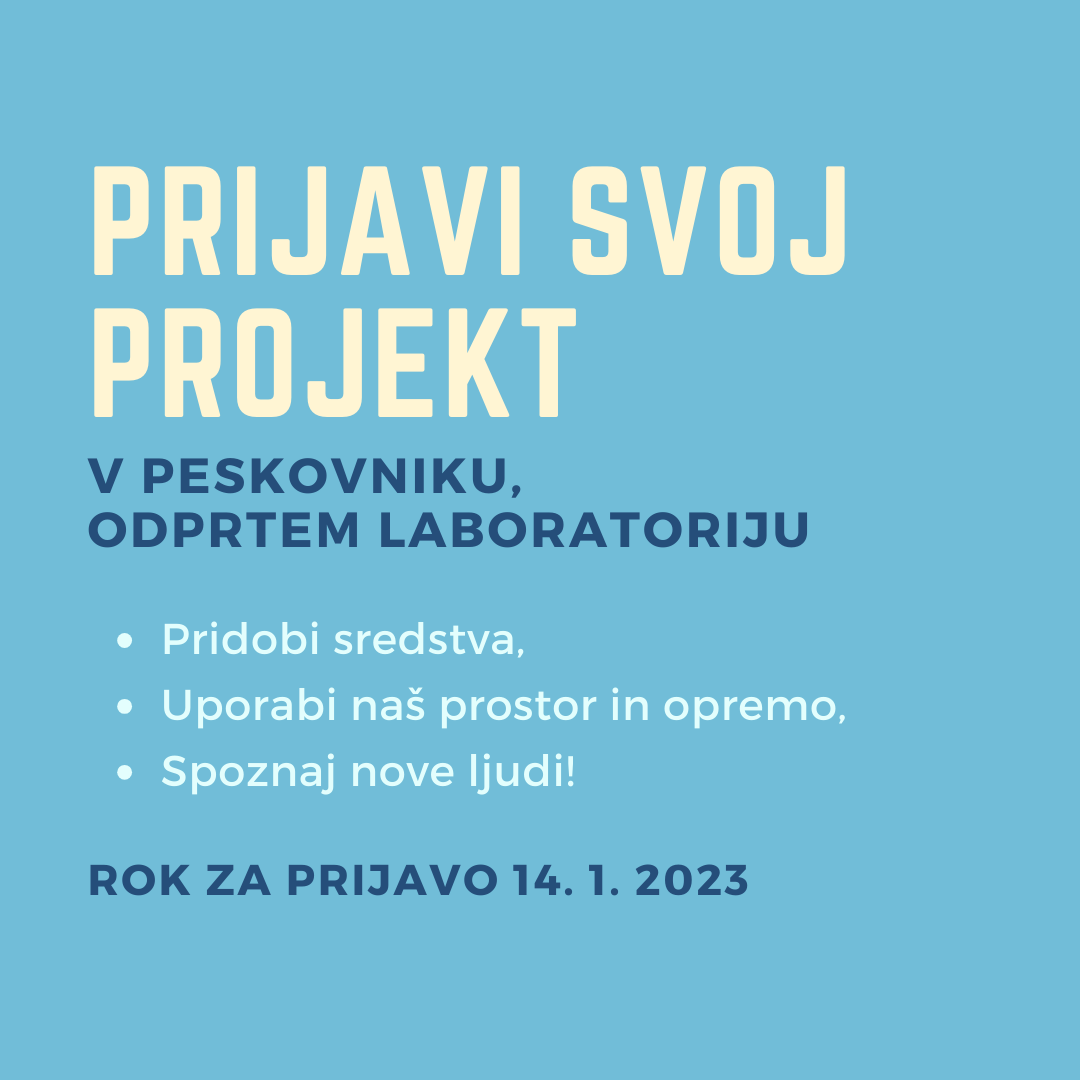 PRIJAVI SVOJ
PROJEKT
V PESKOVNIKU,
ODPRTEM LABORATORIJU
• Pridobi sredstva,
• Uporabi naš prostor in opremo,
• Spoznaj nove ljudi!
ROK ZA PRIJAVO 14. 1. 2023